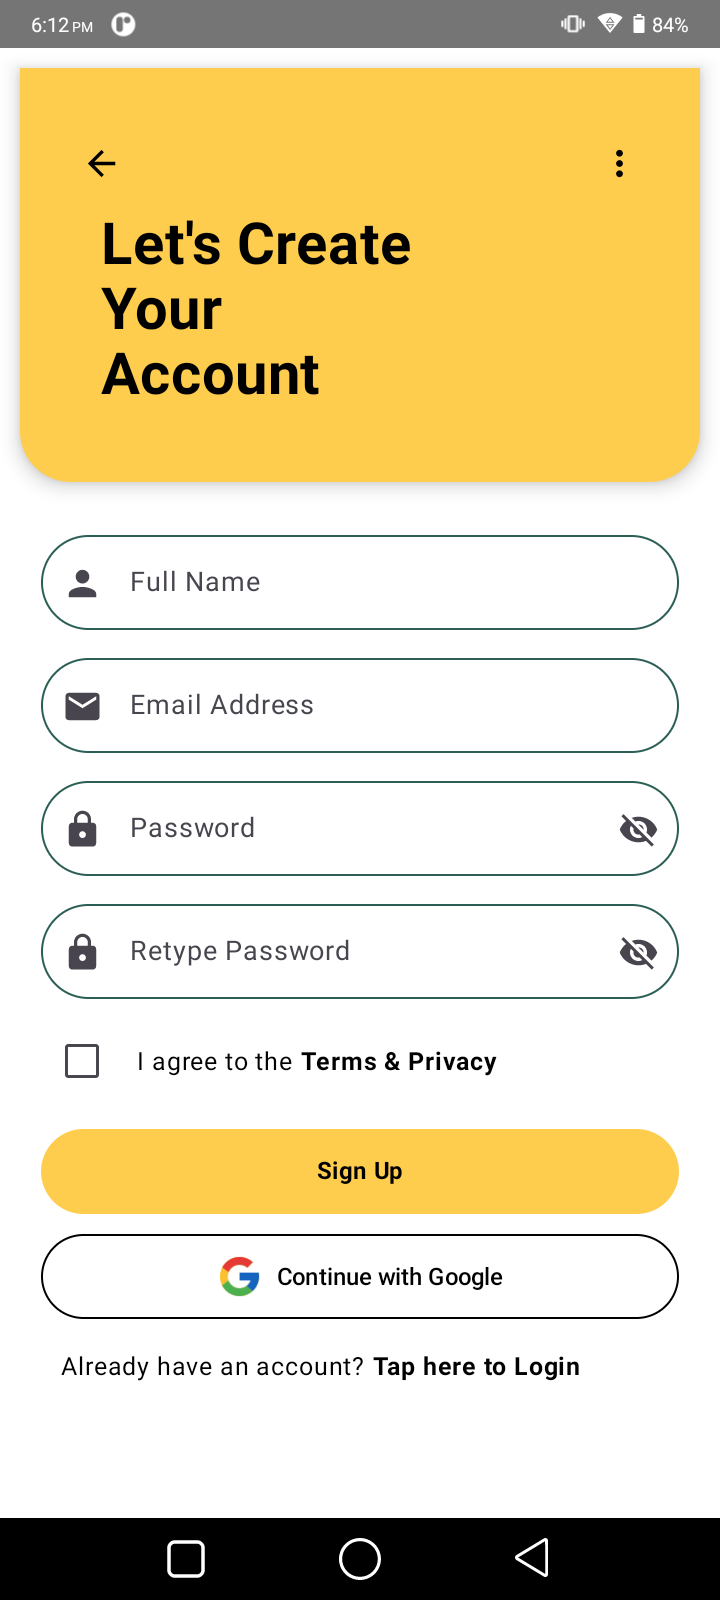 6:12 PM
84%
Let's Create
Your
Account
Full Name
Email Address
Password
Retype Password
I agree to the Terms & Privacy
Sign Up
Continue with Google
Already have an account? Tap here to Login